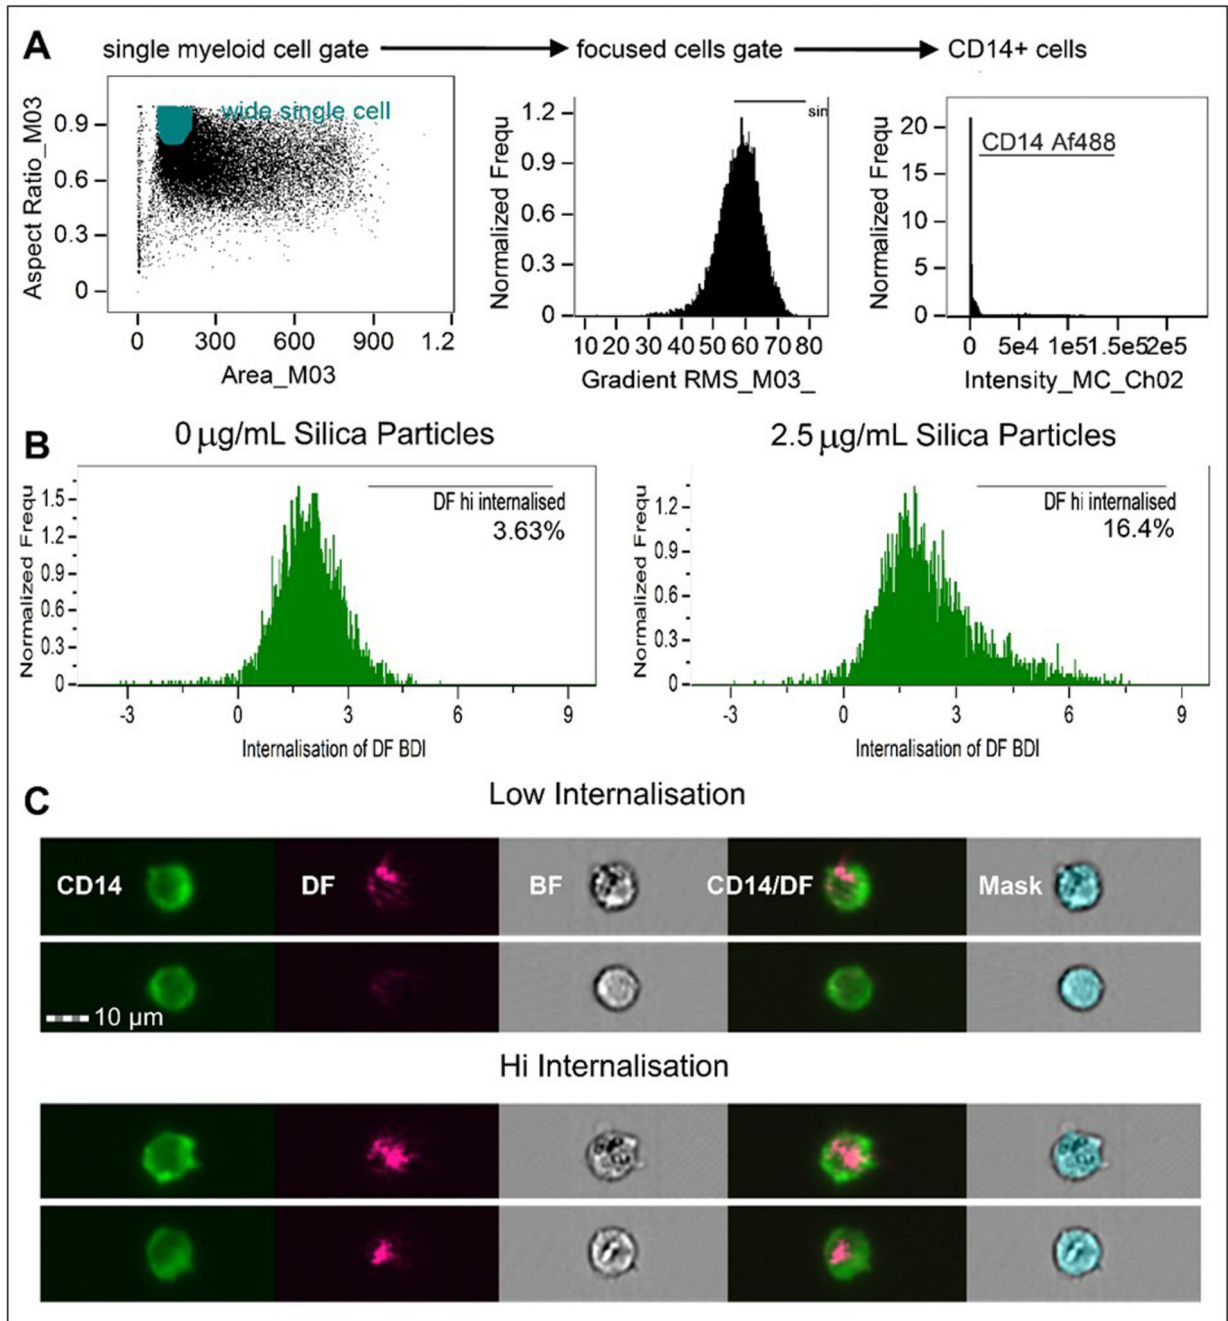 A
single myeloid cell gate
focused cells gate
CD14+ cells
Aspect Ratio_M03
0.9
0.6
0.3
0
wide single cell
0 300 600 900 1.2
Area_M03
Normalized Frequ
1.2
0.9
0.6
0.3
0
sin
10 20 30 40 50 60 70 80
Gradient RMS_M03_
Normalized Frequ
20
15
10
5
0
CD14 Af488
0 5e4 1e5 1.5e5 2e5
Intensity_MC_Ch02
B
0 µg/mL Silica Particles
Normalized Frequ
1.5
1.2
0.9
0.6
0.3
0
DF hi internalised
3.63%
-3 0 3 6 9
Internalisation of DF BDI
2.5 µg/mL Silica Particles
Normalized Frequ
1.2
0.9
0.6
0.3
0
DF hi internalised
16.4%
-3 0 3 6 9
Internalisation of DF BDI
C
Low Internalisation
CD14 DF BF CD14/DF Mask
10 µm
Hi Internalisation